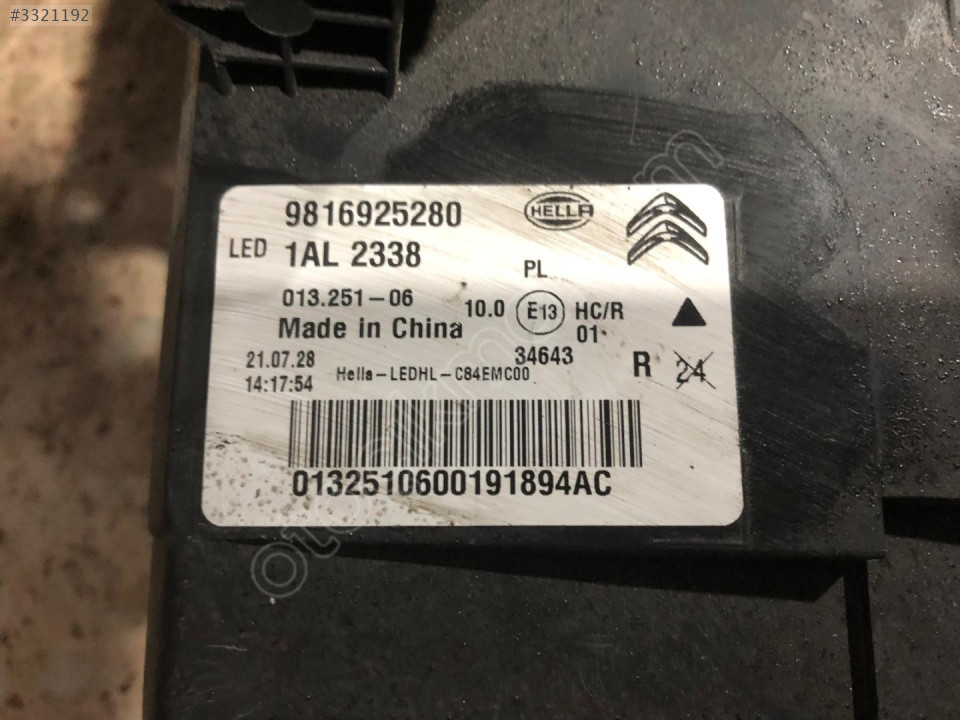 #3321192
9816925280
HELLA
LED 1AL 2338
PL
013.251-06
10.0 E13 HC/R
01
Made in China
34643
R 24
21.07.28
14:17:54
Hella-LEDHL-C84EMC00
0132510600191894AC